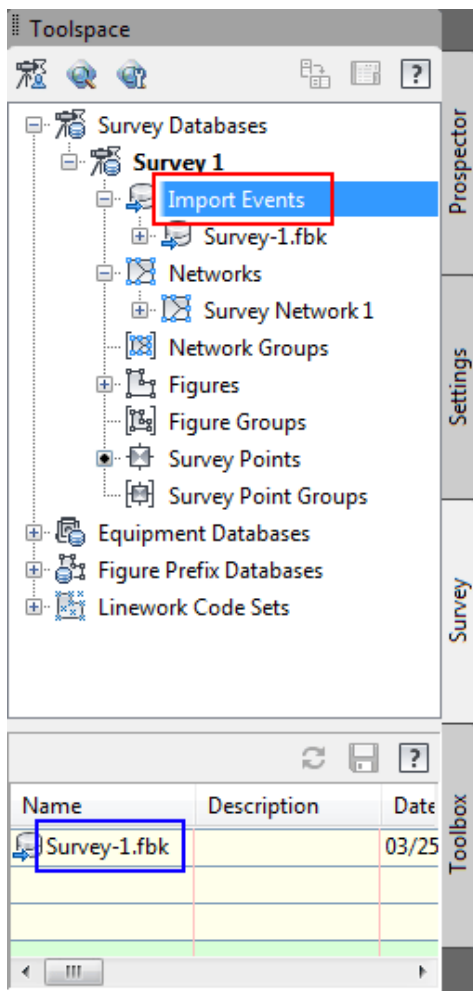 Toolspace
?
Survey Databases
Survey 1
Import Events
Survey-1.fbk
Networks
Survey Network 1
Network Groups
Figures
Figure Groups
Survey Points
Survey Point Groups
Equipment Databases
Figure Prefix Databases
Linework Code Sets
Prospector
Settings
Survey
Toolbox
?
Name Description Date
Survey-1.fbk 03/25